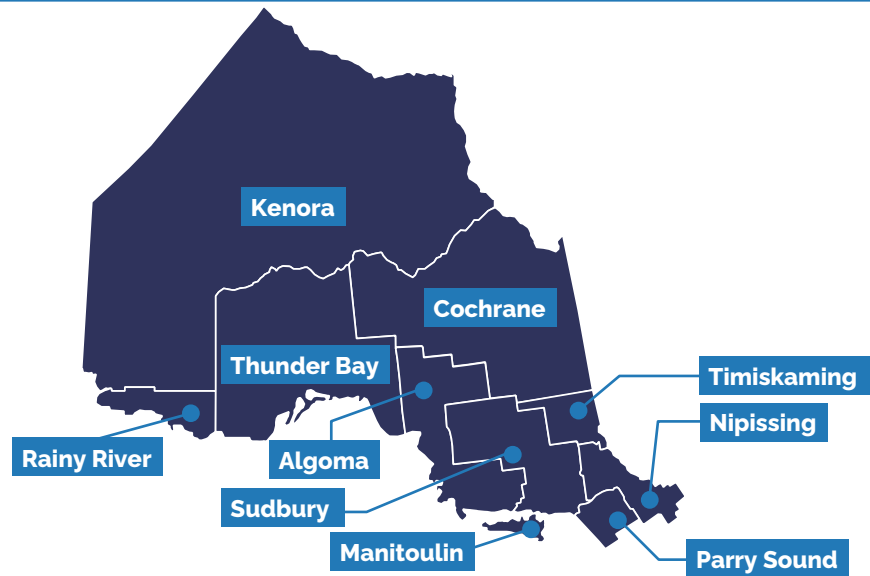 Kenora
Cochrane
Thunder Bay
Timiskaming
Nipissing
Rainy River
Algoma
Sudbury
Manitoulin
Parry Sound